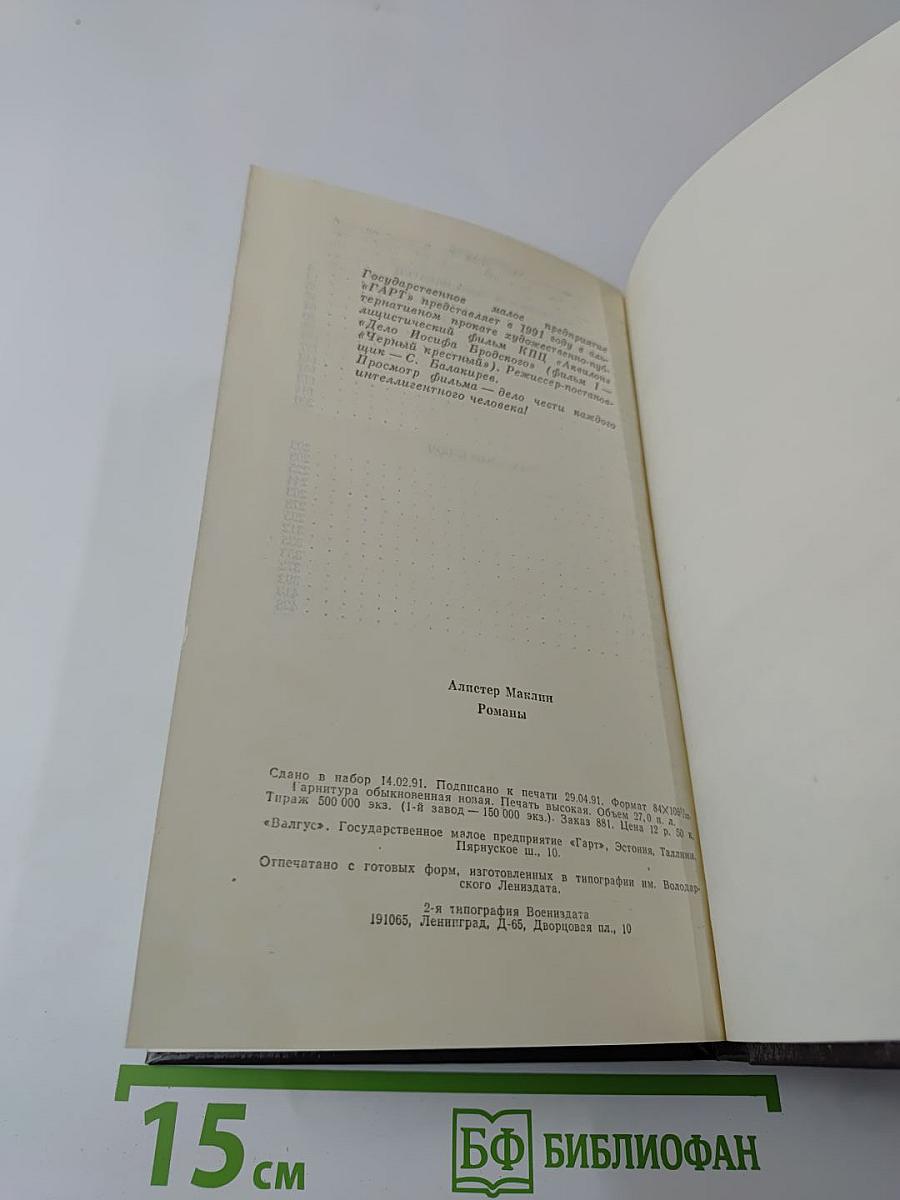 Государственное малое предприятие
«ГАРТ» представляет в 1991 году в аль-
тернативном прокате художественно-пуб-
лицистический фильм КПЦ «Аквилон»
«Дело Иосифа Бродского» (фильм 1 —
«Черный крестный»). Режиссер-постанов-
щик — С. Балакирев.
Просмотр фильма — дело чести каждого
интеллигентного человека!
Алистер Маклин
Романы
Сдано в набор 14.02.91. Подписано к печати 29.04.91. Формат 84×108¹/₃₂.
Гарнитура обыкновенная новая. Печать высокая. Объем 27,0 п. л.
Тираж 500 000 экз. (1-й завод — 150 000 экз.). Заказ 881. Цена 12 р. 50 к.
«Валгус». Государственное малое предприятие «Гарт», Эстония, Таллинн,
Пярнуское ш., 10.
Отпечатано с готовых форм, изготовленных в типографии им. Володар-
ского Лениздата.
2-я типография Воениздата
191065, Ленинград, Д-65, Дворцовая пл., 10
15 см
БФ БИБЛИОФАН